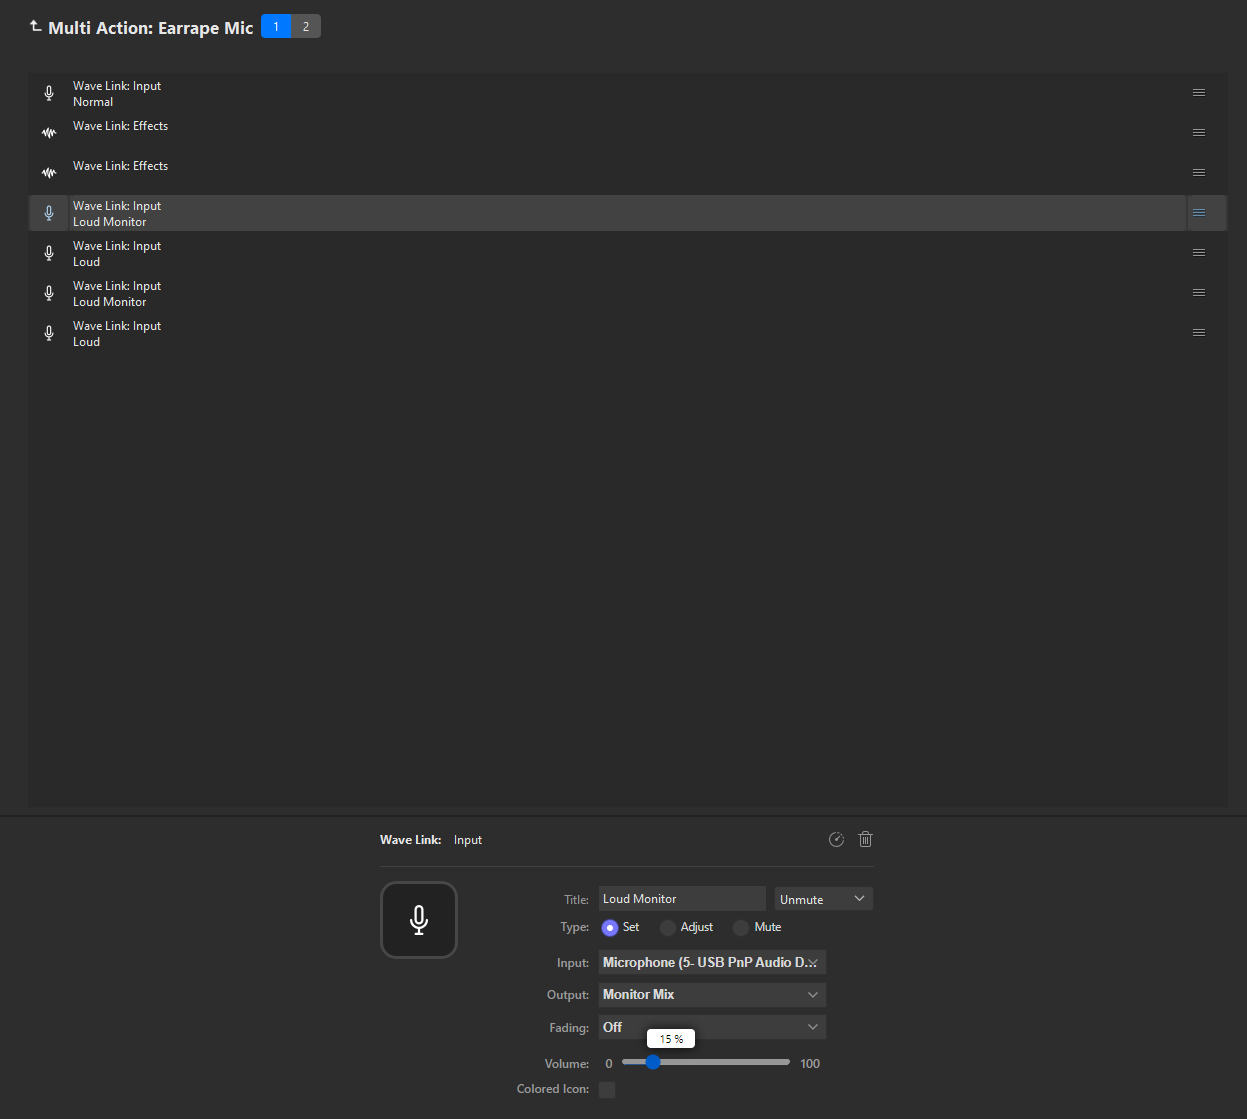 Multi Action: Earrape Mic 1 2
Wave Link: Input
Normal
Wave Link: Effects
Wave Link: Effects
Wave Link: Input
Loud Monitor
Wave Link: Input
Loud
Wave Link: Input
Loud Monitor
Wave Link: Input
Loud
Wave Link: Input
Title: Loud Monitor Unmute
Type: Set Adjust Mute
Input: Microphone (5- USB PnP Audio D...
Output: Monitor Mix
Fading: Off
15 %
Volume: 0 100
Colored Icon: